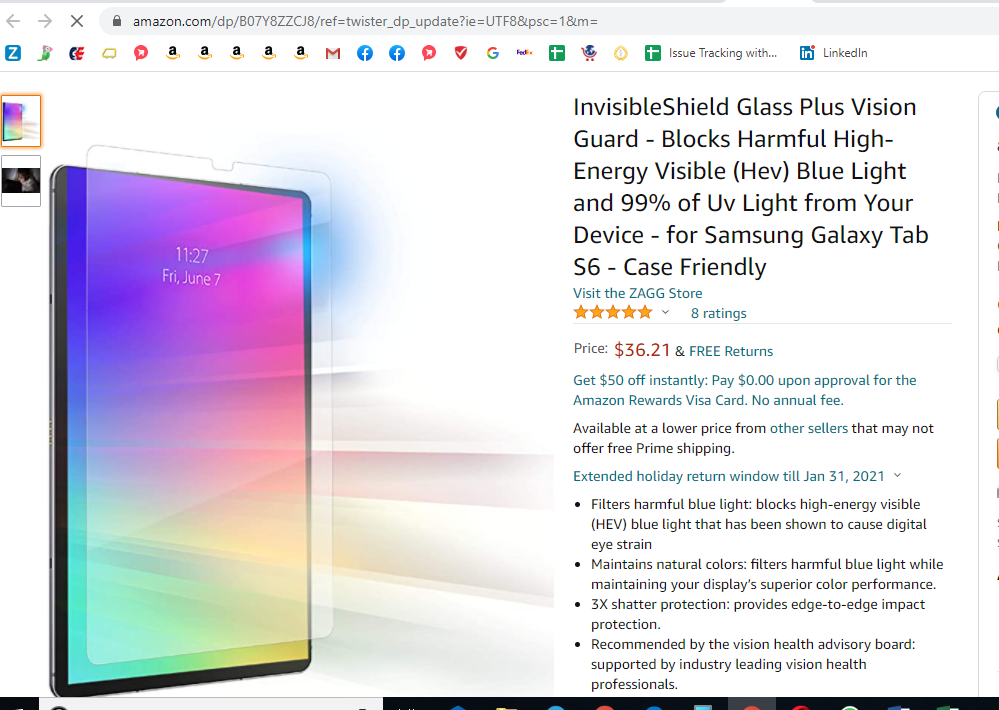 amazon.com/dp/B07Y8ZZCJ8/ref=twister_dp_update?ie=UTF8&psc=1&m=
Issue Tracking with...
LinkedIn
InvisibleShield Glass Plus Vision
Guard - Blocks Harmful High-
Energy Visible (Hev) Blue Light
and 99% of Uv Light from Your
Device - for Samsung Galaxy Tab
S6 - Case Friendly
Visit the ZAGG Store
8 ratings
Price: $36.21 & FREE Returns
Get $50 off instantly: Pay $0.00 upon approval for the
Amazon Rewards Visa Card. No annual fee.
Available at a lower price from other sellers that may not
offer free Prime shipping.
Extended holiday return window till Jan 31, 2021
Filters harmful blue light: blocks high-energy visible
(HEV) blue light that has been shown to cause digital
eye strain
Maintains natural colors: filters harmful blue light while
maintaining your display's superior color performance.
3X shatter protection: provides edge-to-edge impact
protection.
Recommended by the vision health advisory board:
supported by industry leading vision health
professionals.
11:27
Fri, June 7